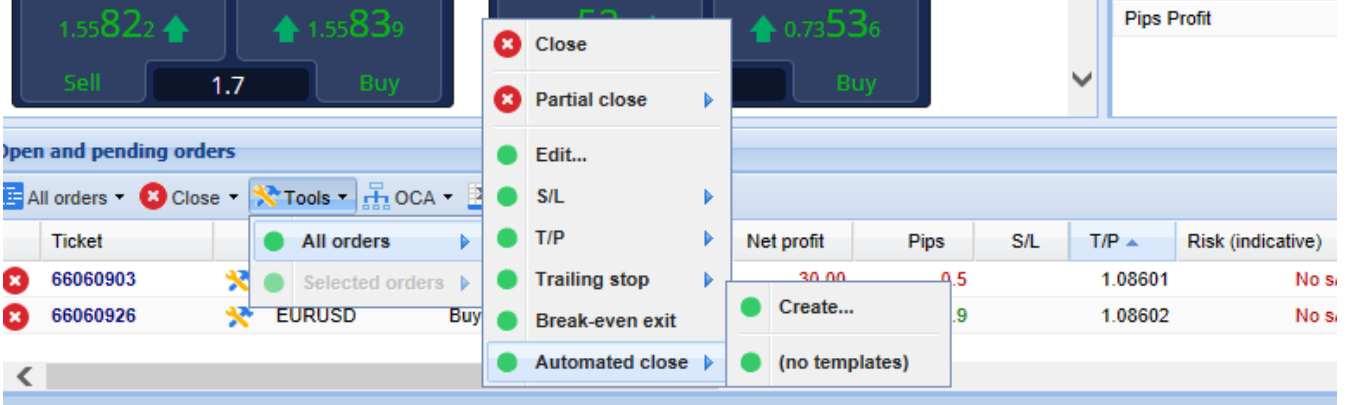 1.55822
1.55839
0.73536
Sell
1.7
Buy
Buy
Pips Profit
Close
Partial close
Edit...
S/L
T/P
Trailing stop
Break-even exit
Automated close
Open and pending orders
All orders
Close
Tools
OCA
All orders
Selected orders
Create...
(no templates)
Ticket
Net profit
Pips
S/L
T/P
Risk (indicative)
66060903
30.00
0.5
1.08601
No
66060926
EURUSD
Buy
.9
1.08602
No